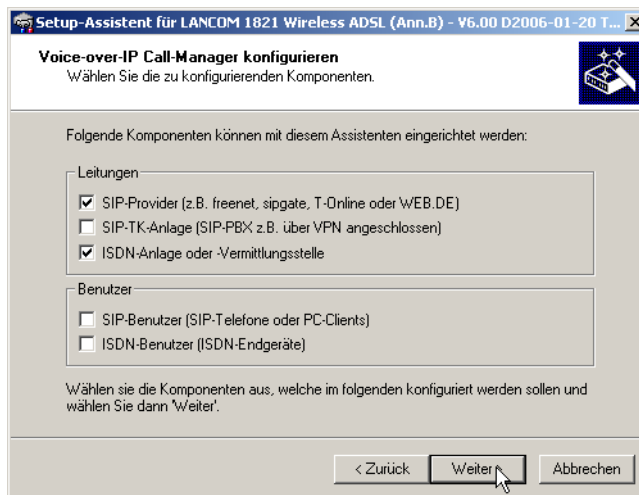 Setup-Assistent für LANCOM 1821 Wireless ADSL (Ann.B) - V6.00 D2006-01-20 T...
Voice-over-IP Call-Manager konfigurieren
Wählen Sie die zu konfigurierenden Komponenten.
Folgende Komponenten können mit diesem Assistenten eingerichtet werden:
Leitungen
SIP-Provider (z.B. freenet, sipgate, T-Online oder WEB.DE)
SIP-TK-Anlage (SIP-PBX z.B. über VPN angeschlossen)
ISDN-Anlage oder -Vermittlungsstelle
Benutzer
SIP-Benutzer (SIP-Telefone oder PC-Clients)
ISDN-Benutzer (ISDN-Endgeräte)
Wählen sie die Komponenten aus, welche im folgenden konfiguriert werden sollen und
wählen Sie dann 'Weiter'.
< Zurück Weiter > Abbrechen